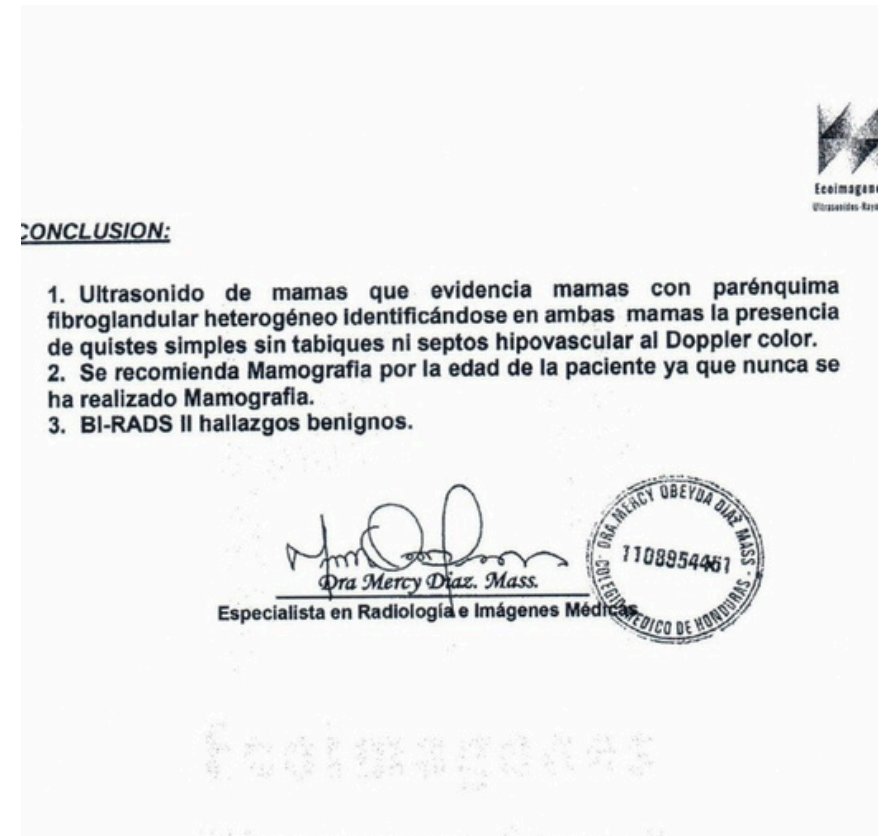 Ecoimagene
Ultrasonidos-Rayo
CONCLUSION:
1. Ultrasonido de mamas que evidencia mamas con parénquima
fibroglandular heterogéneo identificándose en ambas mamas la presencia
de quistes simples sin tabiques ni septos hipovascular al Doppler color.
2. Se recomienda Mamografia por la edad de la paciente ya que nunca se
ha realizado Mamografia.
3. BI-RADS II hallazgos benignos.
Dra Mercy Diaz. Mass.
Especialista en Radiología e Imágenes Médicas
DRA. MERCY OBEYDA DIAZ MASS
1108954461
COLEGIO MEDICO DE HONDURAS